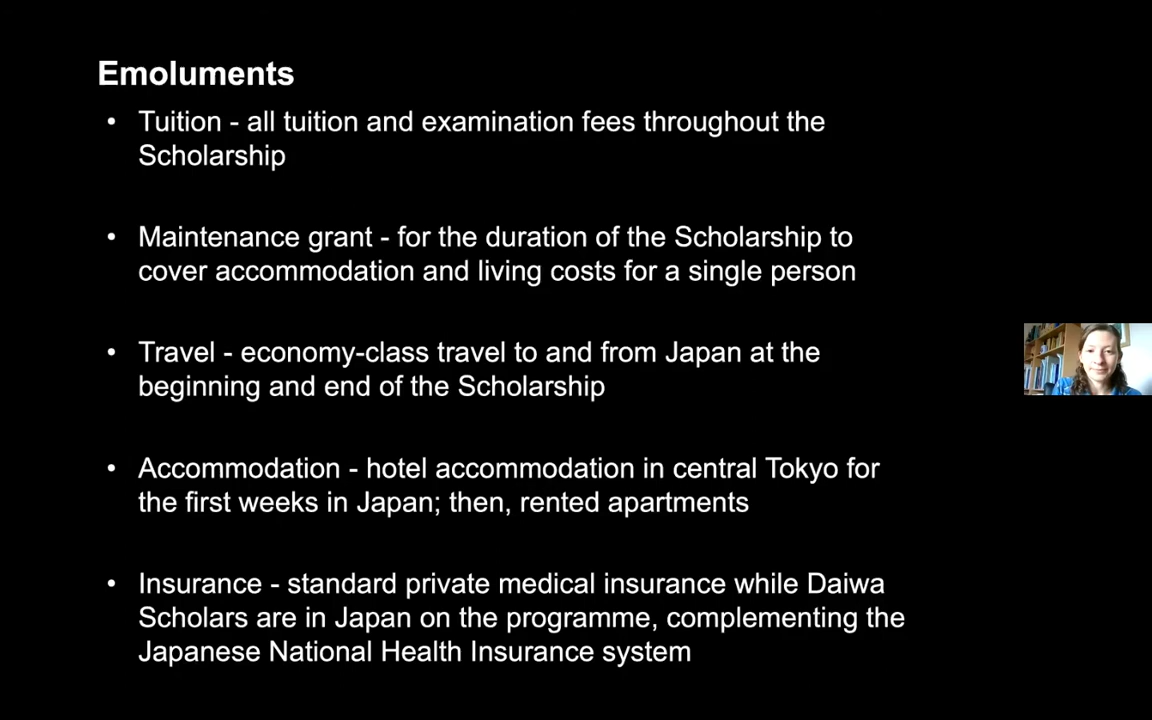 Emoluments
• Tuition - all tuition and examination fees throughout the
Scholarship
• Maintenance grant - for the duration of the Scholarship to
cover accommodation and living costs for a single person
• Travel - economy-class travel to and from Japan at the
beginning and end of the Scholarship
• Accommodation - hotel accommodation in central Tokyo for
the first weeks in Japan; then, rented apartments
• Insurance - standard private medical insurance while Daiwa
Scholars are in Japan on the programme, complementing the
Japanese National Health Insurance system